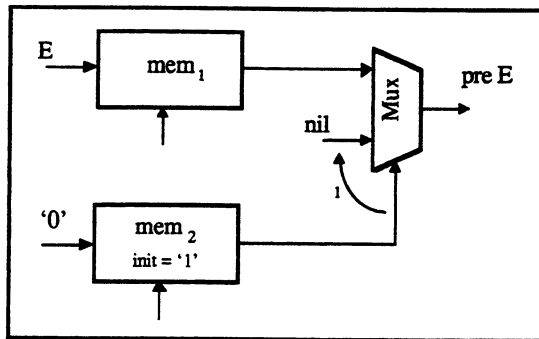 E
mem₁
Mux
pre E
nil
1
‘0’
mem₂
init = ‘1’